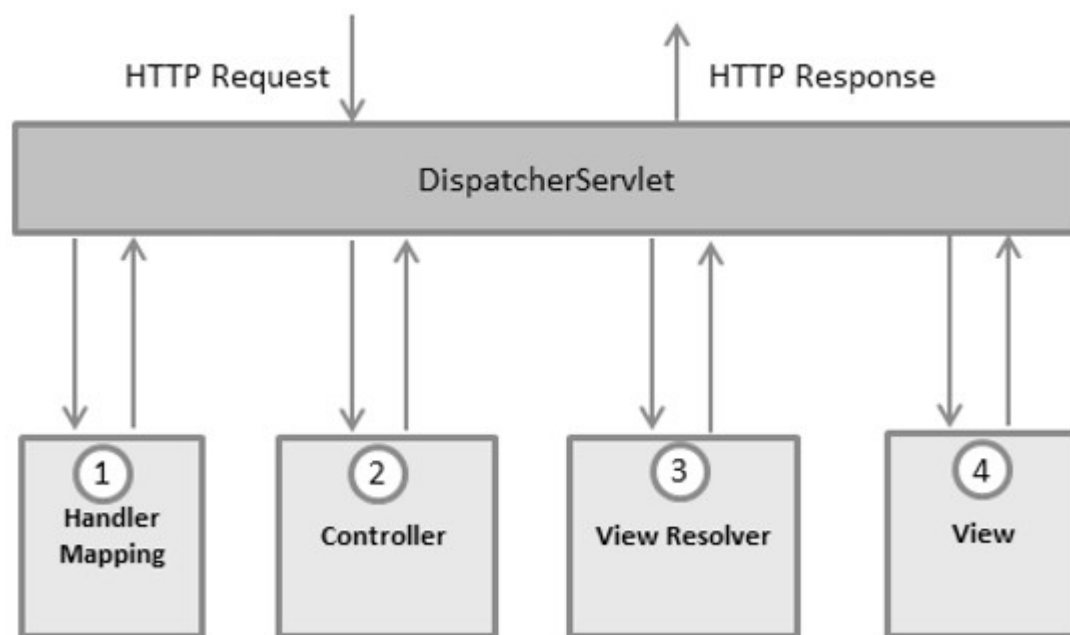 HTTP Request
HTTP Response
DispatcherServlet
1
Handler
Mapping
2
Controller
3
View Resolver
4
View